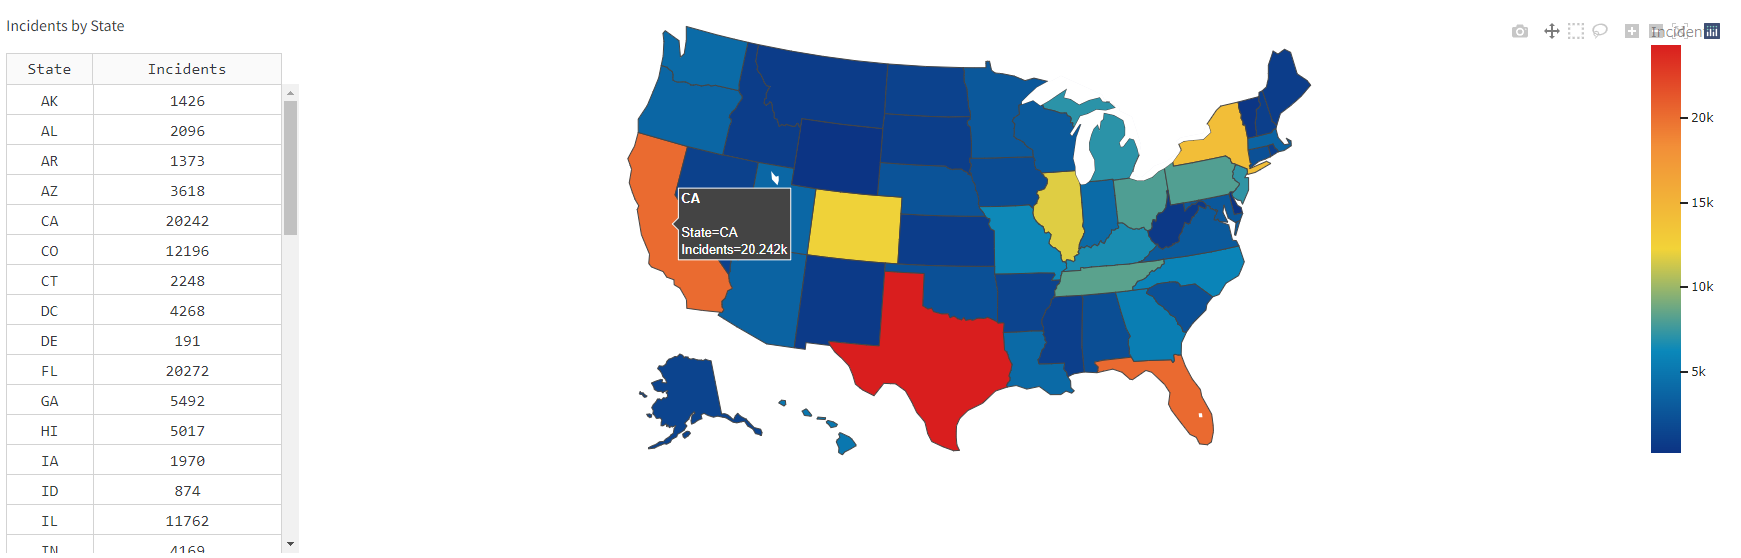 Incidents by State
State Incidents
AK 1426
AL 2096
AR 1373
AZ 3618
CA 20242
CO 12196
CT 2248
DC 4268
DE 191
FL 20272
GA 5492
HI 5017
IA 1970
ID 874
IL 11762
IN 4169
CA
State=CA
Incidents=20.242k
20k
15k
10k
5k